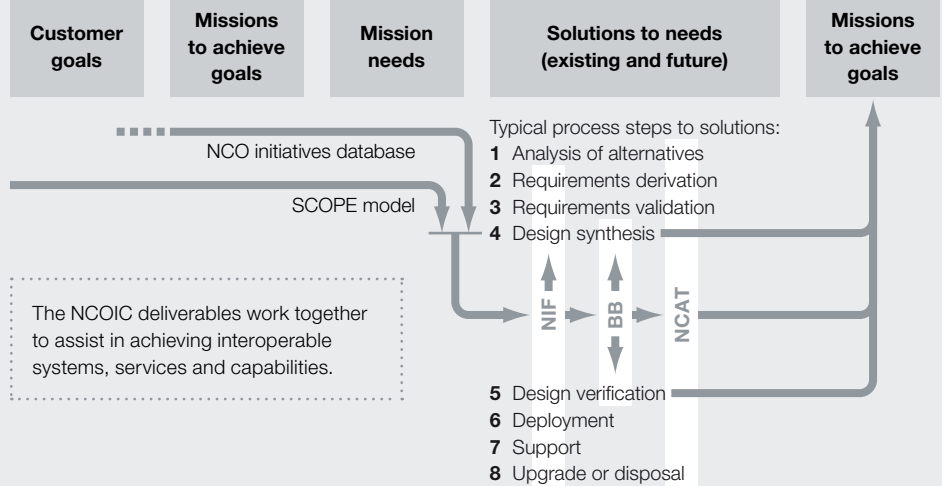 Customer
goals
Missions
to achieve
goals
Mission
needs
Solutions to needs
(existing and future)
Missions
to achieve
goals
NCO initiatives database
SCOPE model
Typical process steps to solutions:
1 Analysis of alternatives
2 Requirements derivation
3 Requirements validation
4 Design synthesis
NIF
BB
NCAT
The NCOIC deliverables work together
to assist in achieving interoperable
systems, services and capabilities.
5 Design verification
6 Deployment
7 Support
8 Upgrade or disposal